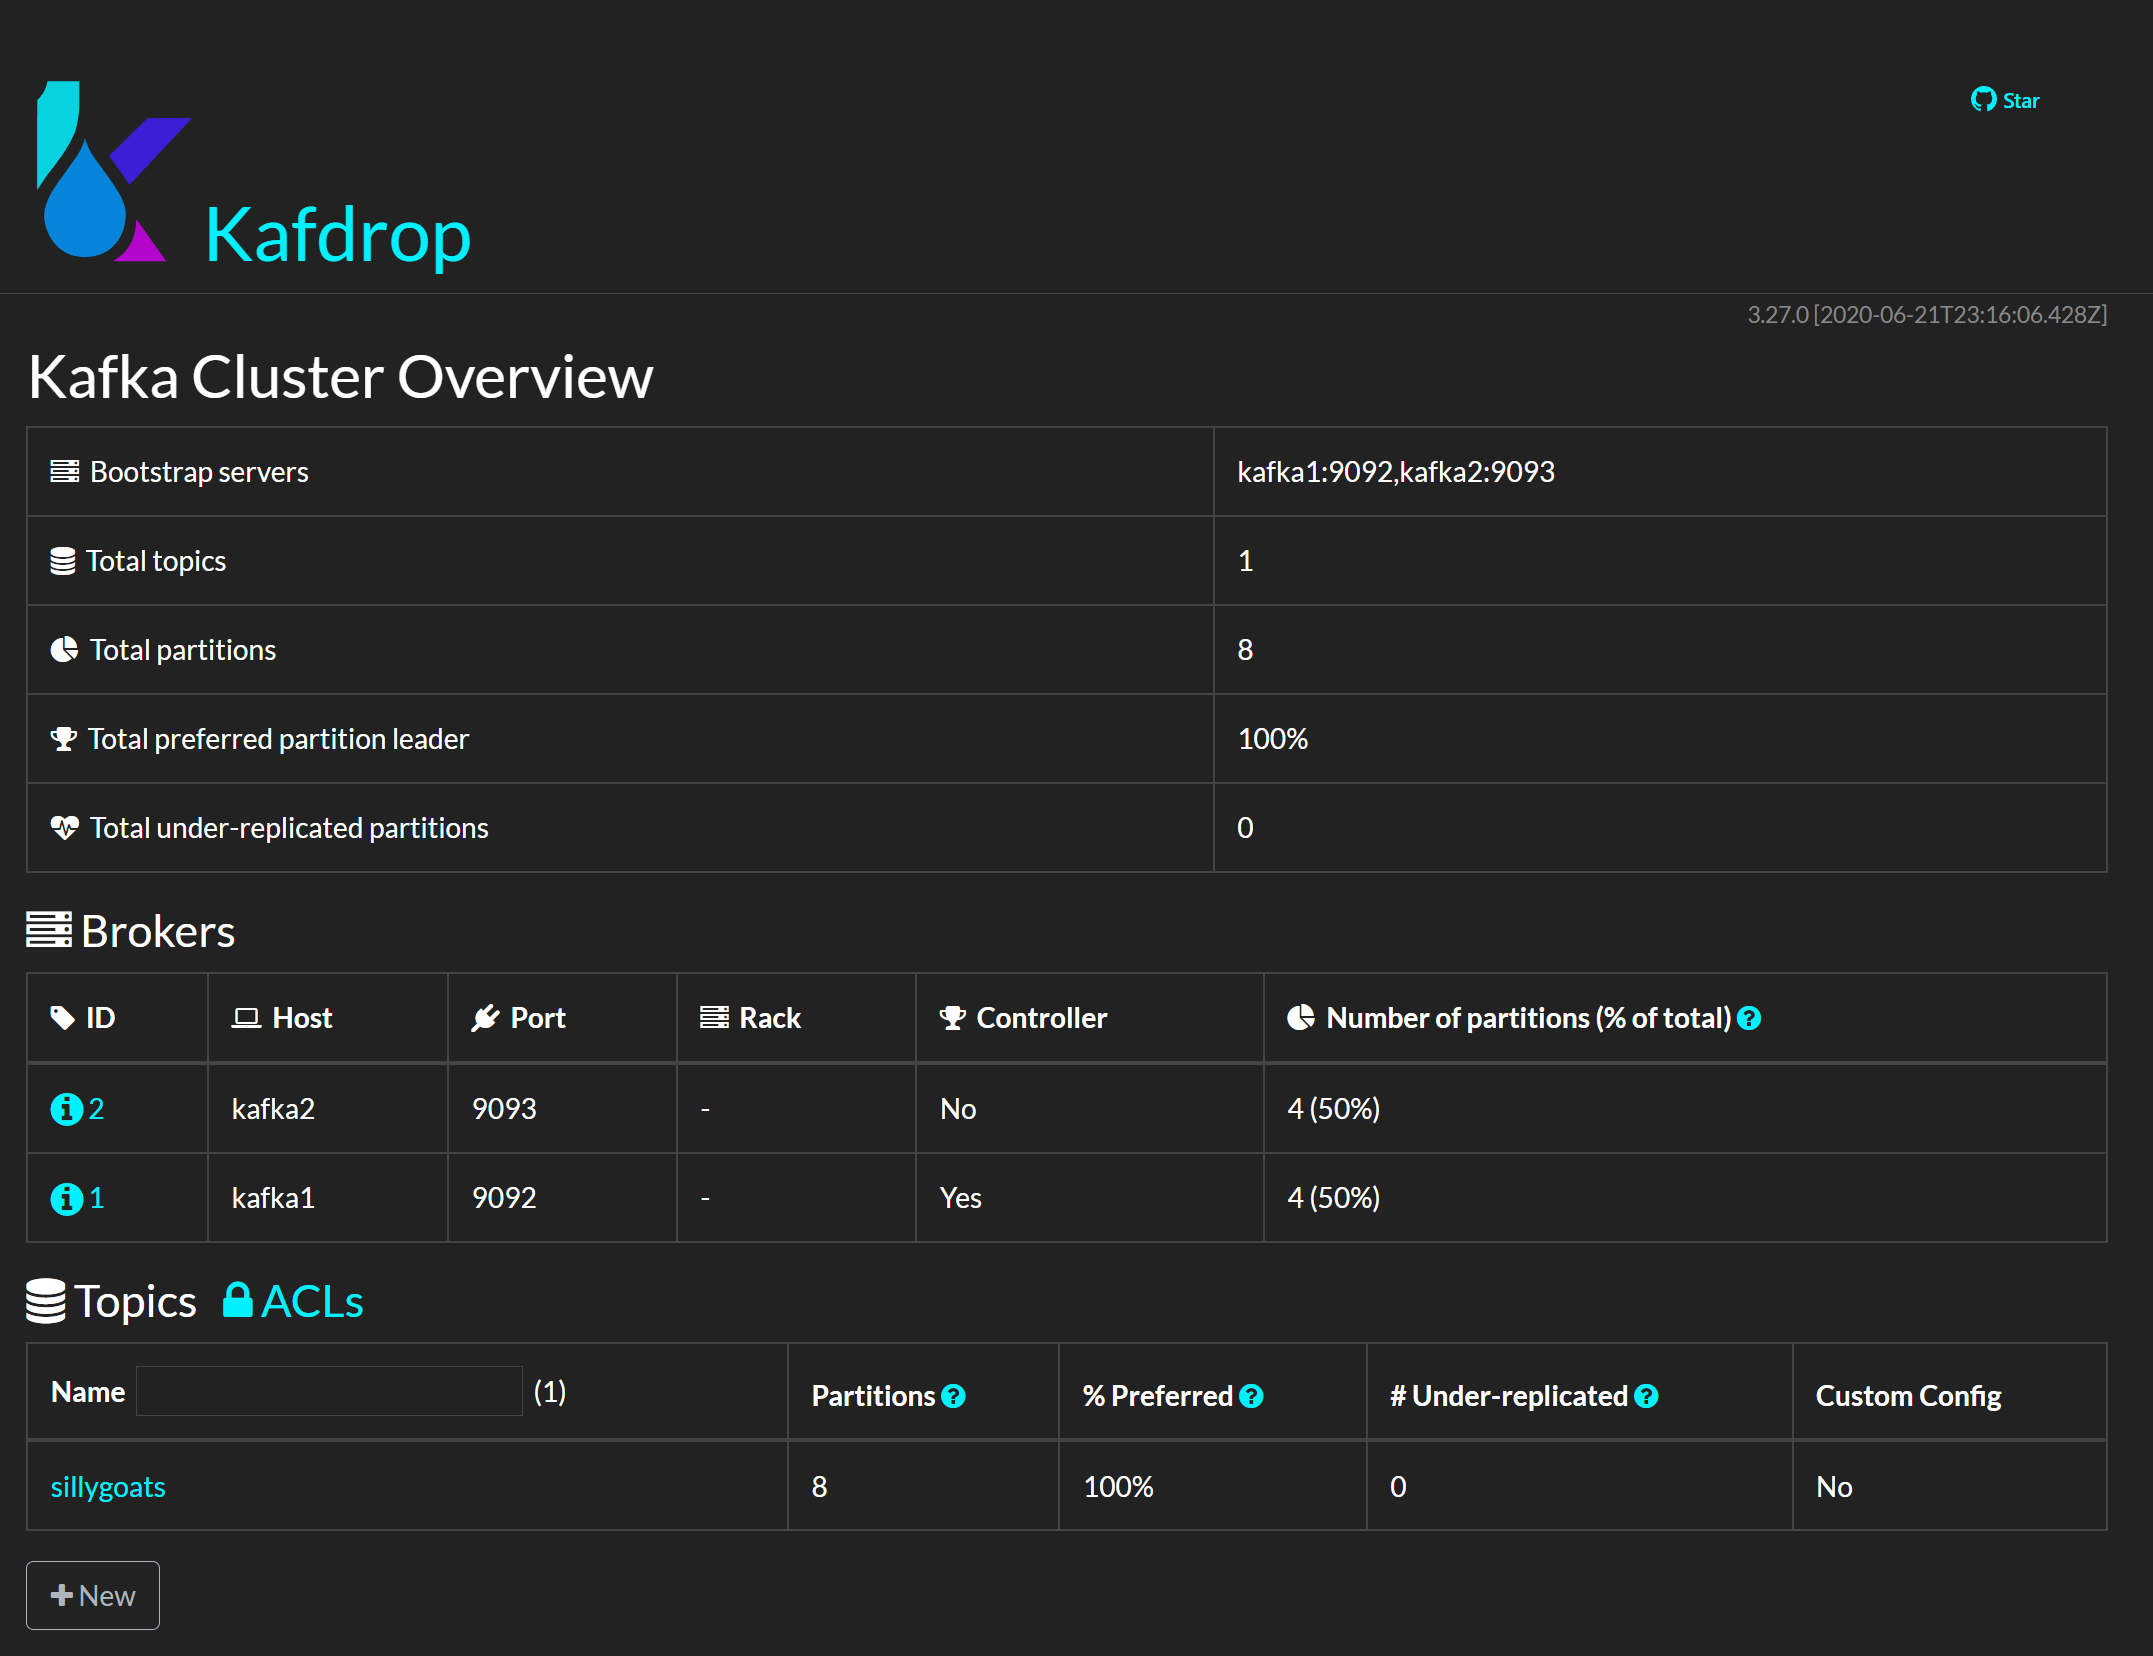 Star
Kafdrop
3.27.0 [2020-06-21T23:16:06.428Z]
Kafka Cluster Overview
Bootstrap servers kafka1:9092,kafka2:9093
Total topics 1
Total partitions 8
Total preferred partition leader 100%
Total under-replicated partitions 0
Brokers
ID Host Port Rack Controller Number of partitions (% of total) ?
2 kafka2 9093 - No 4 (50%)
1 kafka1 9092 - Yes 4 (50%)
Topics ACLs
Name (1) Partitions ? % Preferred ? # Under-replicated ? Custom Config
sillygoats 8 100% 0 No
New